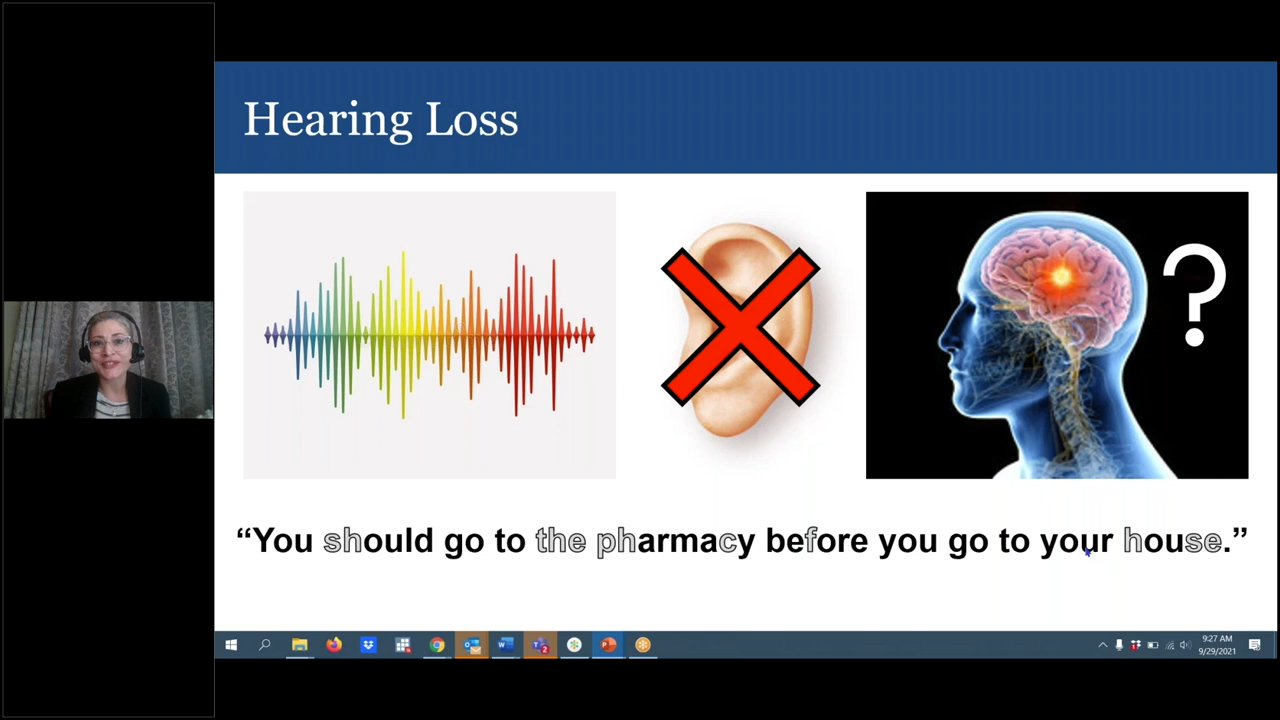 Hearing Loss
?
“You should go to the pharmacy before you go to your house.”
9:27 AM
9/29/2021